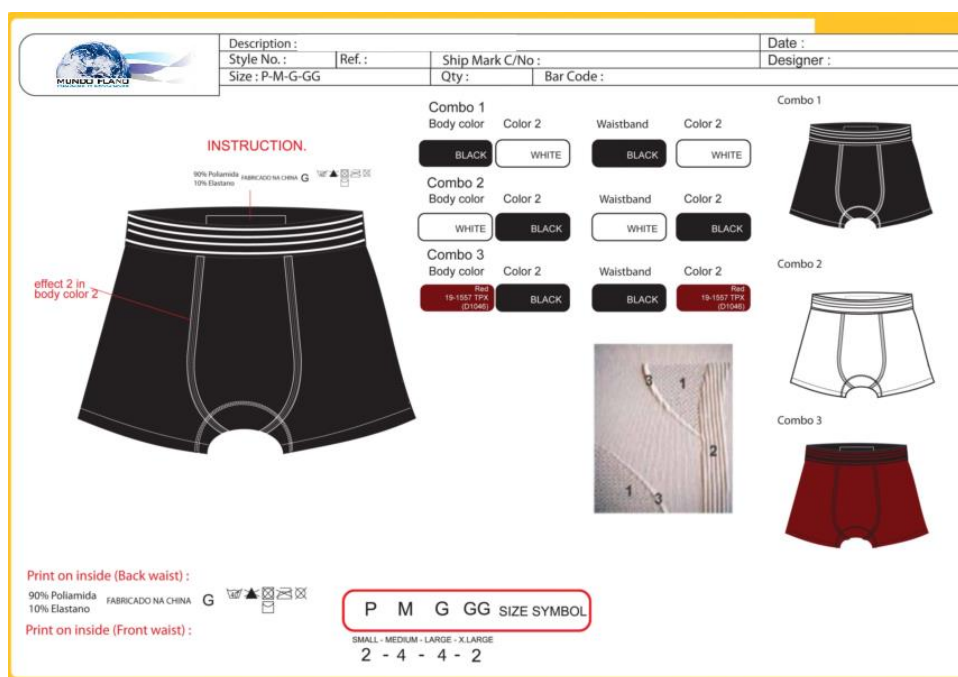 MUNDO FLAND
Description :
Date :
Style No. :
Ref. :
Ship Mark C/No :
Designer :
Size : P-M-G-GG
Qty :
Bar Code :
INSTRUCTION.
90% Poliamida
10% Elastano
FABRICADO NA CHINA G
effect 2 in
body color 2
Combo 1
Body color Color 2 Waistband Color 2
BLACK WHITE BLACK WHITE
Combo 2
Body color Color 2 Waistband Color 2
WHITE BLACK WHITE BLACK
Combo 3
Body color Color 2 Waistband Color 2
Red
19-1557 TPX
(D1046)
BLACK BLACK
Red
19-1557 TPX
(D1046)
3
1
2
1
3
Combo 1
Combo 2
Combo 3
Print on inside (Back waist) :
90% Poliamida
10% Elastano
FABRICADO NA CHINA G
Print on inside (Front waist) :
P M G GG SIZE SYMBOL
SMALL - MEDIUM - LARGE - X.LARGE
2 - 4 - 4 - 2